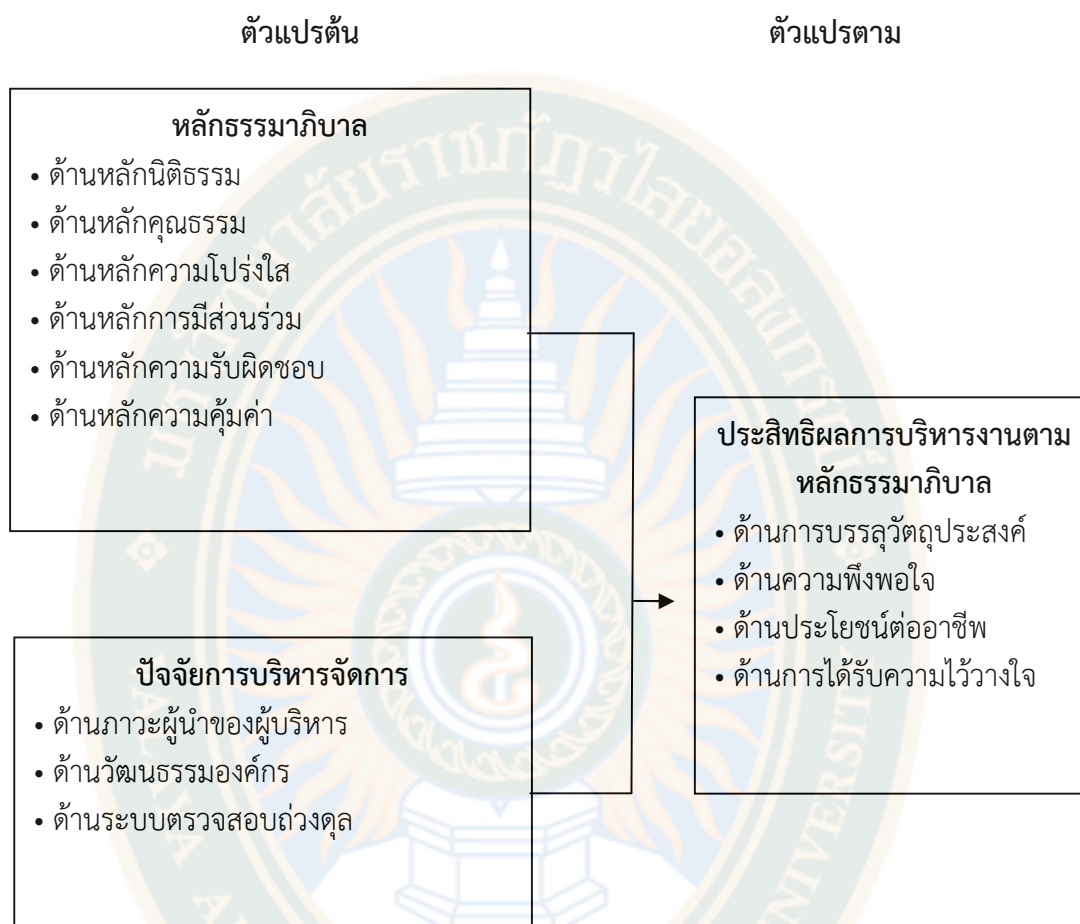 ตัวแปรต้น
ตัวแปรตาม
หลักธรรมาภิบาล
• ด้านหลักนิติธรรม
• ด้านหลักคุณธรรม
• ด้านหลักความโปร่งใส
• ด้านหลักการมีส่วนร่วม
• ด้านหลักความรับผิดชอบ
• ด้านหลักความคุ้มค่า
ปัจจัยการบริหารจัดการ
• ด้านภาวะผู้นำของผู้บริหาร
• ด้านวัฒนธรรมองค์กร
• ด้านระบบตรวจสอบถ่วงดุล
ประสิทธิผลการบริหารงานตาม
หลักธรรมาภิบาล
• ด้านการบรรลุวัตถุประสงค์
• ด้านความพึงพอใจ
• ด้านประโยชน์ต่ออาชีพ
• ด้านการได้รับความไว้วางใจ